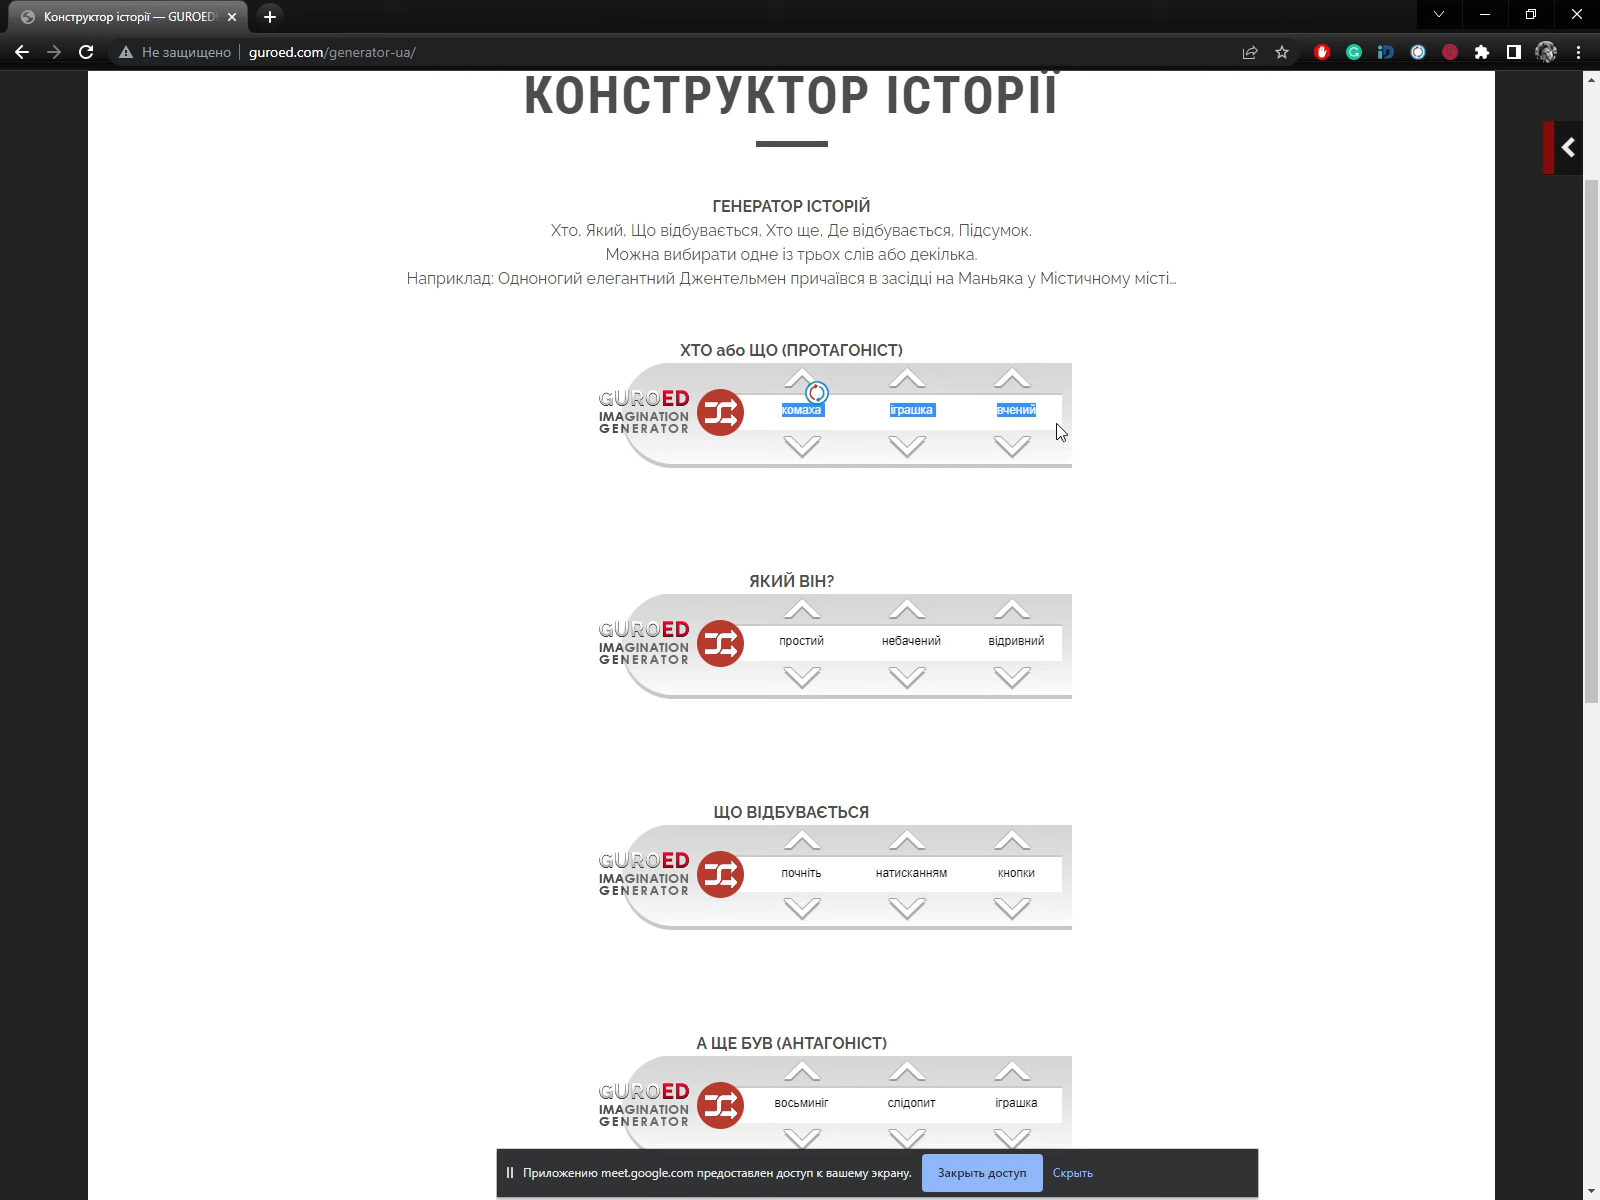 Конструктор історії — GUROED
Не защищено
guroed.com/generator-ua/
КОНСТРУКТОР ІСТОРІЇ
ГЕНЕРАТОР ІСТОРІЙ
Хто, Який, Що відбувається, Хто ще, Де відбувається, Підсумок.
Можна вибирати одне із трьох слів або декілька.
Наприклад: Одноногий елегантний Джентельмен причаївся в засідці на Маньяка у Містичному місті...
ХТО або ЩО (ПРОТАГОНІСТ)
GUROED
IMAGINATION
GENERATOR
комаха іграшка вчений
ЯКИЙ ВІН?
GUROED
IMAGINATION
GENERATOR
простий небачений відривний
ЩО ВІДБУВАЄТЬСЯ
GUROED
IMAGINATION
GENERATOR
почніть натисканням кнопки
А ЩЕ БУВ (АНТАГОНІСТ)
GUROED
IMAGINATION
GENERATOR
восьминіг слідопит іграшка
Приложению meet.google.com предоставлен доступ к вашему экрану.
Закрыть доступ
Скрыть